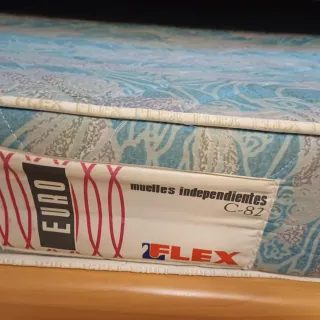 EURO
muelles independientes
C-82
FLEX